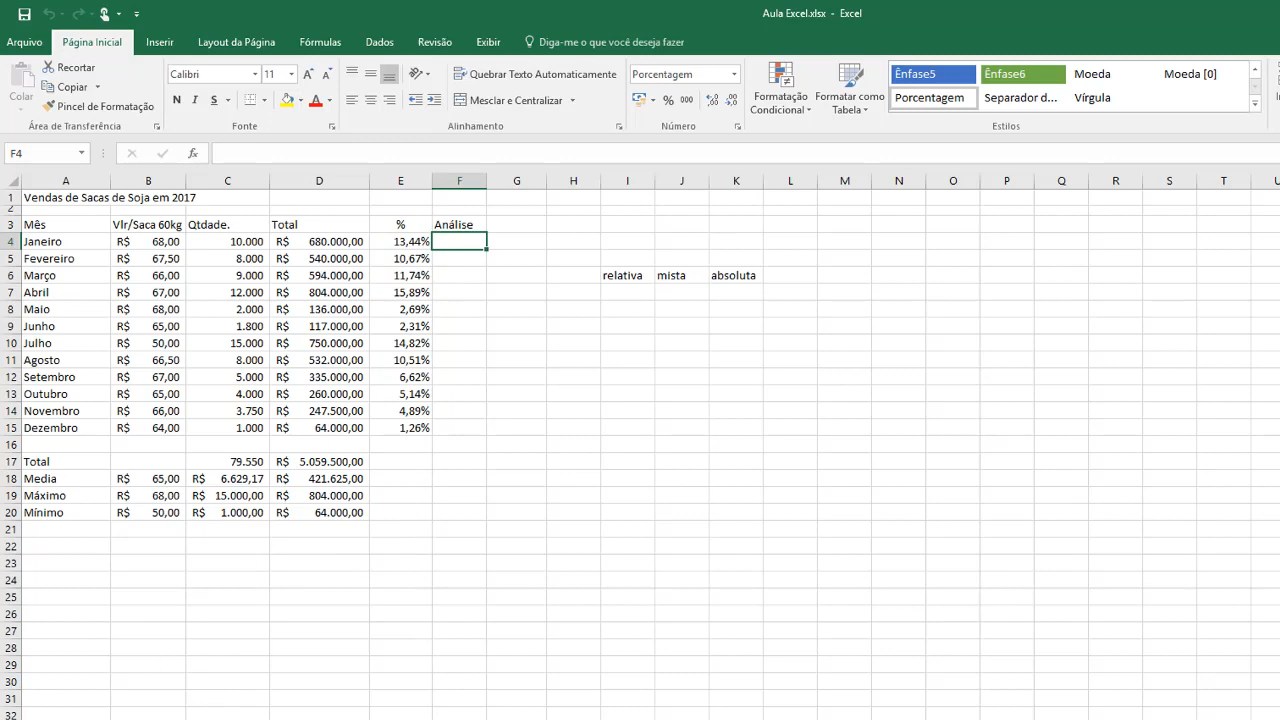 Aula Excel.xlsx - Excel
Arquivo Página Inicial Inserir Layout da Página Fórmulas Dados Revisão Exibir Diga-me o que você deseja fazer
Colar Recortar Copiar Pincel de Formatação
Calibri 11 N I S A A A
Quebrar Texto Automaticamente
Mesclar e Centralizar
Porcentagem % 000
Formatação Condicional Formatar como Tabela
Ênfase5 Ênfase6 Moeda Moeda [0]
Porcentagem Separador d... Vírgula
Área de Transferência Fonte Alinhamento Número Estilos
F4 fx
A B C D E F G H I J K L M N O P Q R S T U
1 Vendas de Sacas de Soja em 2017
2
3 Mês Vlr/Saca 60kg Qtdade. Total % Análise
4 Janeiro R$ 68,00 10.000 R$ 680.000,00 13,44%
5 Fevereiro R$ 67,50 8.000 R$ 540.000,00 10,67%
6 Março R$ 66,00 9.000 R$ 594.000,00 11,74% relativa mista absoluta
7 Abril R$ 67,00 12.000 R$ 804.000,00 15,89%
8 Maio R$ 68,00 2.000 R$ 136.000,00 2,69%
9 Junho R$ 65,00 1.800 R$ 117.000,00 2,31%
10 Julho R$ 50,00 15.000 R$ 750.000,00 14,82%
11 Agosto R$ 66,50 8.000 R$ 532.000,00 10,51%
12 Setembro R$ 67,00 5.000 R$ 335.000,00 6,62%
13 Outubro R$ 65,00 4.000 R$ 260.000,00 5,14%
14 Novembro R$ 66,00 3.750 R$ 247.500,00 4,89%
15 Dezembro R$ 64,00 1.000 R$ 64.000,00 1,26%
16
17 Total 79.550 R$ 5.059.500,00
18 Media R$ 65,00 R$ 6.629,17 R$ 421.625,00
19 Máximo R$ 68,00 R$ 15.000,00 R$ 804.000,00
20 Mínimo R$ 50,00 R$ 1.000,00 R$ 64.000,00
21
22
23
24
25
26
27
28
29
30
31
32